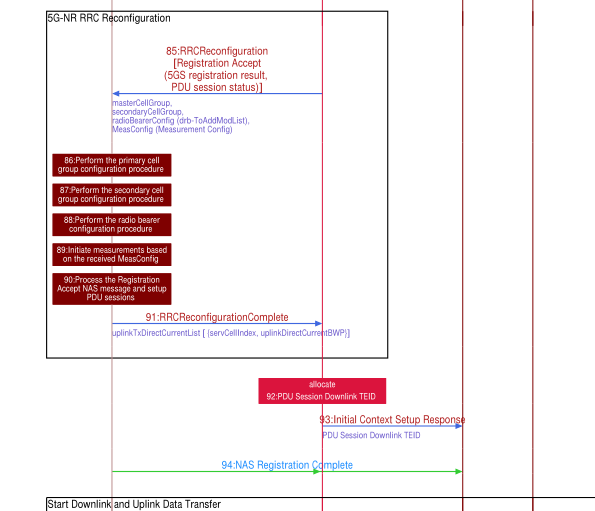 5G-NR RRC Reconfiguration
85:RRCReconfiguration
[Registration Accept
(5GS registration result,
PDU session status)]
masterCellGroup,
secondaryCellGroup,
radioBearerConfig (drb-ToAddModList),
MeasConfig (Measurement Config)
86:Perform the primary cell
group configuration procedure
87:Perform the secondary cell
group configuration procedure
88:Perform the radio bearer
configuration procedure
89:Initiate measurements based
on the received MeasConfig
90:Process the Registration
Accept NAS message and setup
PDU sessions
91:RRCReconfigurationComplete
uplinkTxDirectCurrentList [ {servCellIndex, uplinkDirectCurrentBWP}]
allocate
92:PDU Session Downlink TEID
93:Initial Context Setup Response
PDU Session Downlink TEID
94:NAS Registration Complete
Start Downlink and Uplink Data Transfer